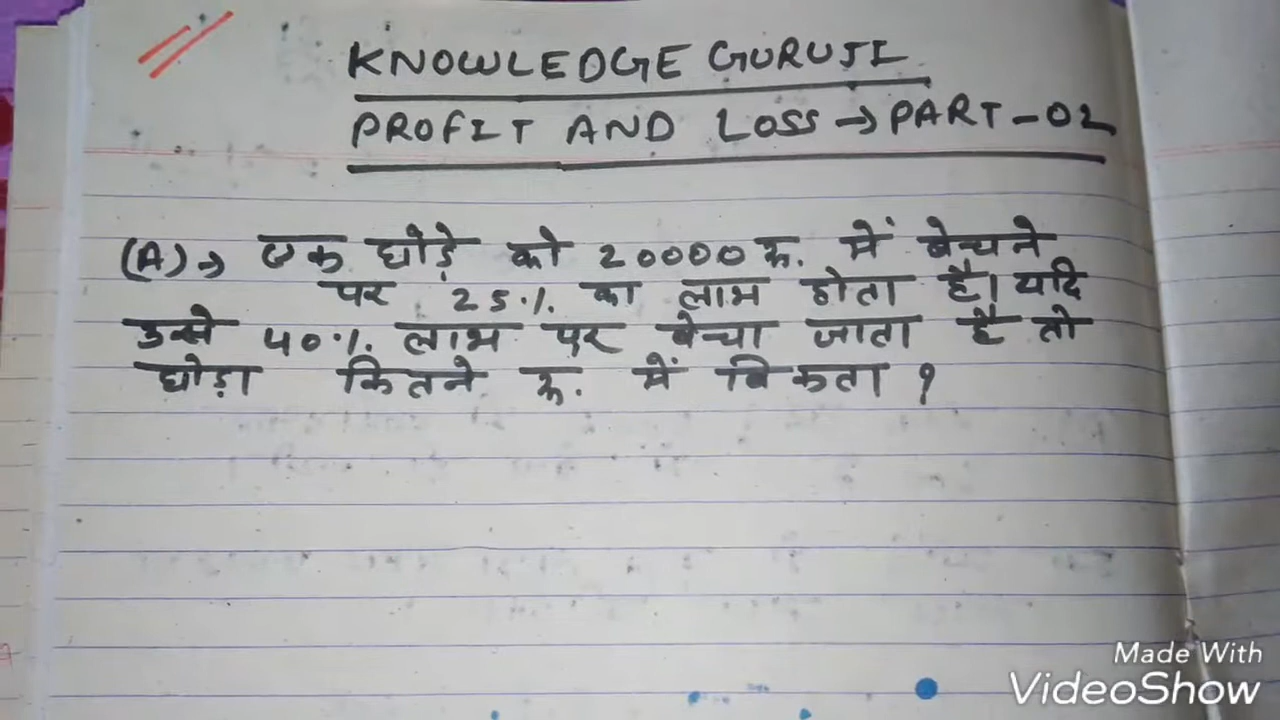 KNOWLEDGE GURUJI
PROFIT AND LOSS → PART-02
(A)→ एक घोड़े को 20000 रू. में बेचने
पर 25% का लाभ होता है। यदि
उसे 40% लाभ पर बेचा जाता है तो
घोड़ा कितने रू. में बिकता ?
Made With
VideoShow